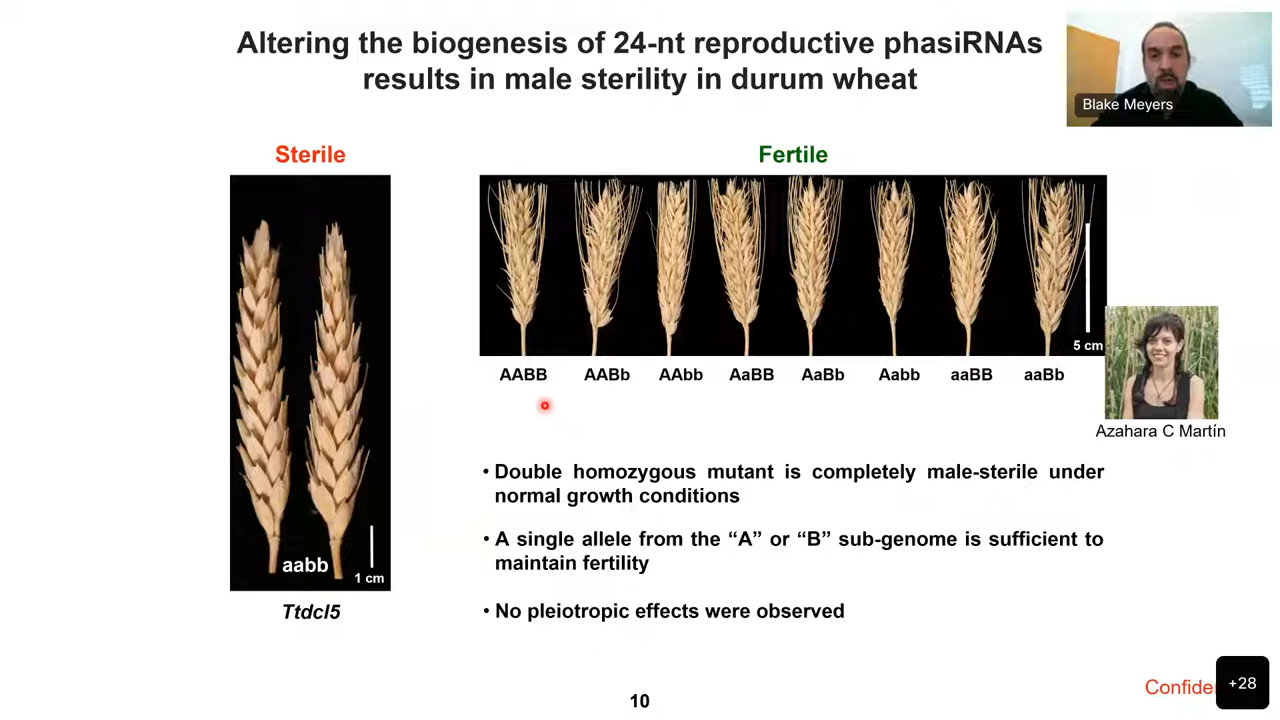 Altering the biogenesis of 24-nt reproductive phasiRNAs
results in male sterility in durum wheat
Blake Meyers
Sterile
Fertile
aabb
1 cm
Ttdcl5
5 cm
AABB AABb AAbb AaBB AaBb Aabb aaBB aaBb
Azahara C Martín
• Double homozygous mutant is completely male-sterile under
normal growth conditions
• A single allele from the “A” or “B” sub-genome is sufficient to
maintain fertility
• No pleiotropic effects were observed
+28
10